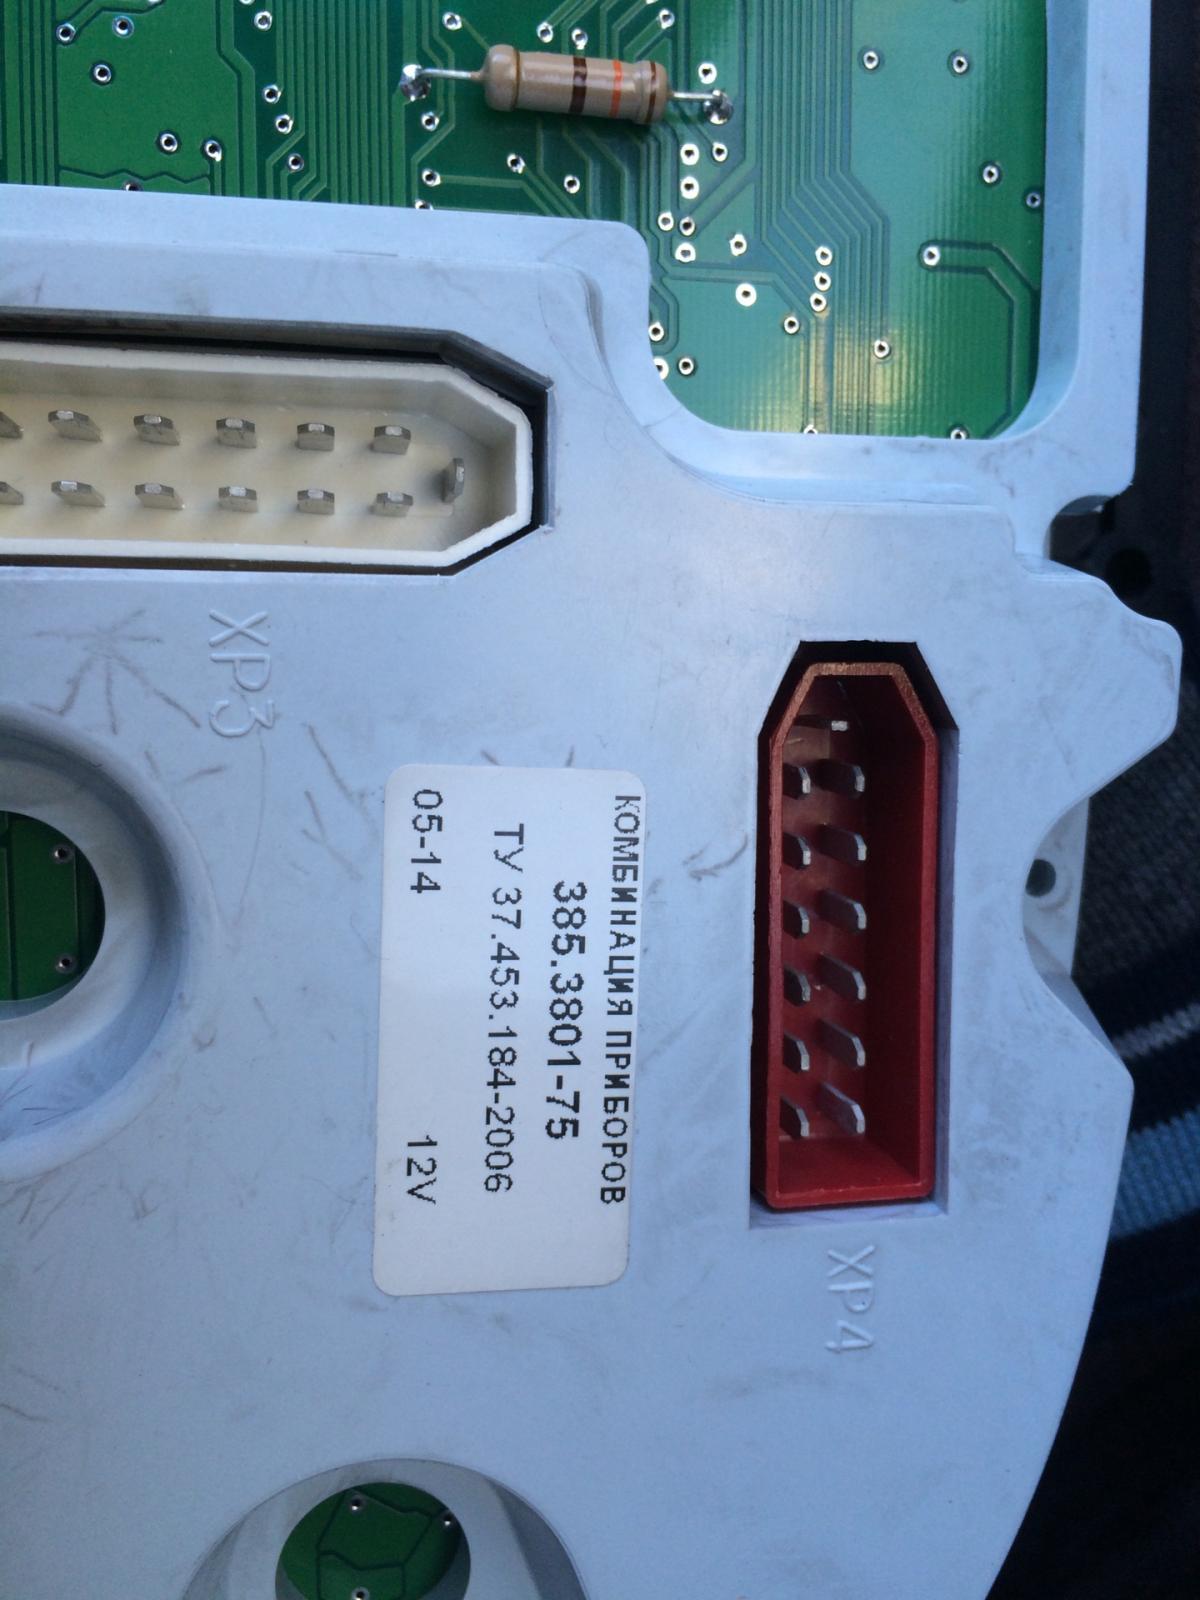 XP3
КОМБИНАЦИЯ ПРИБОРОВ
385.3801-75
ТУ 37.453.184-2006
05-14 12V
XP4